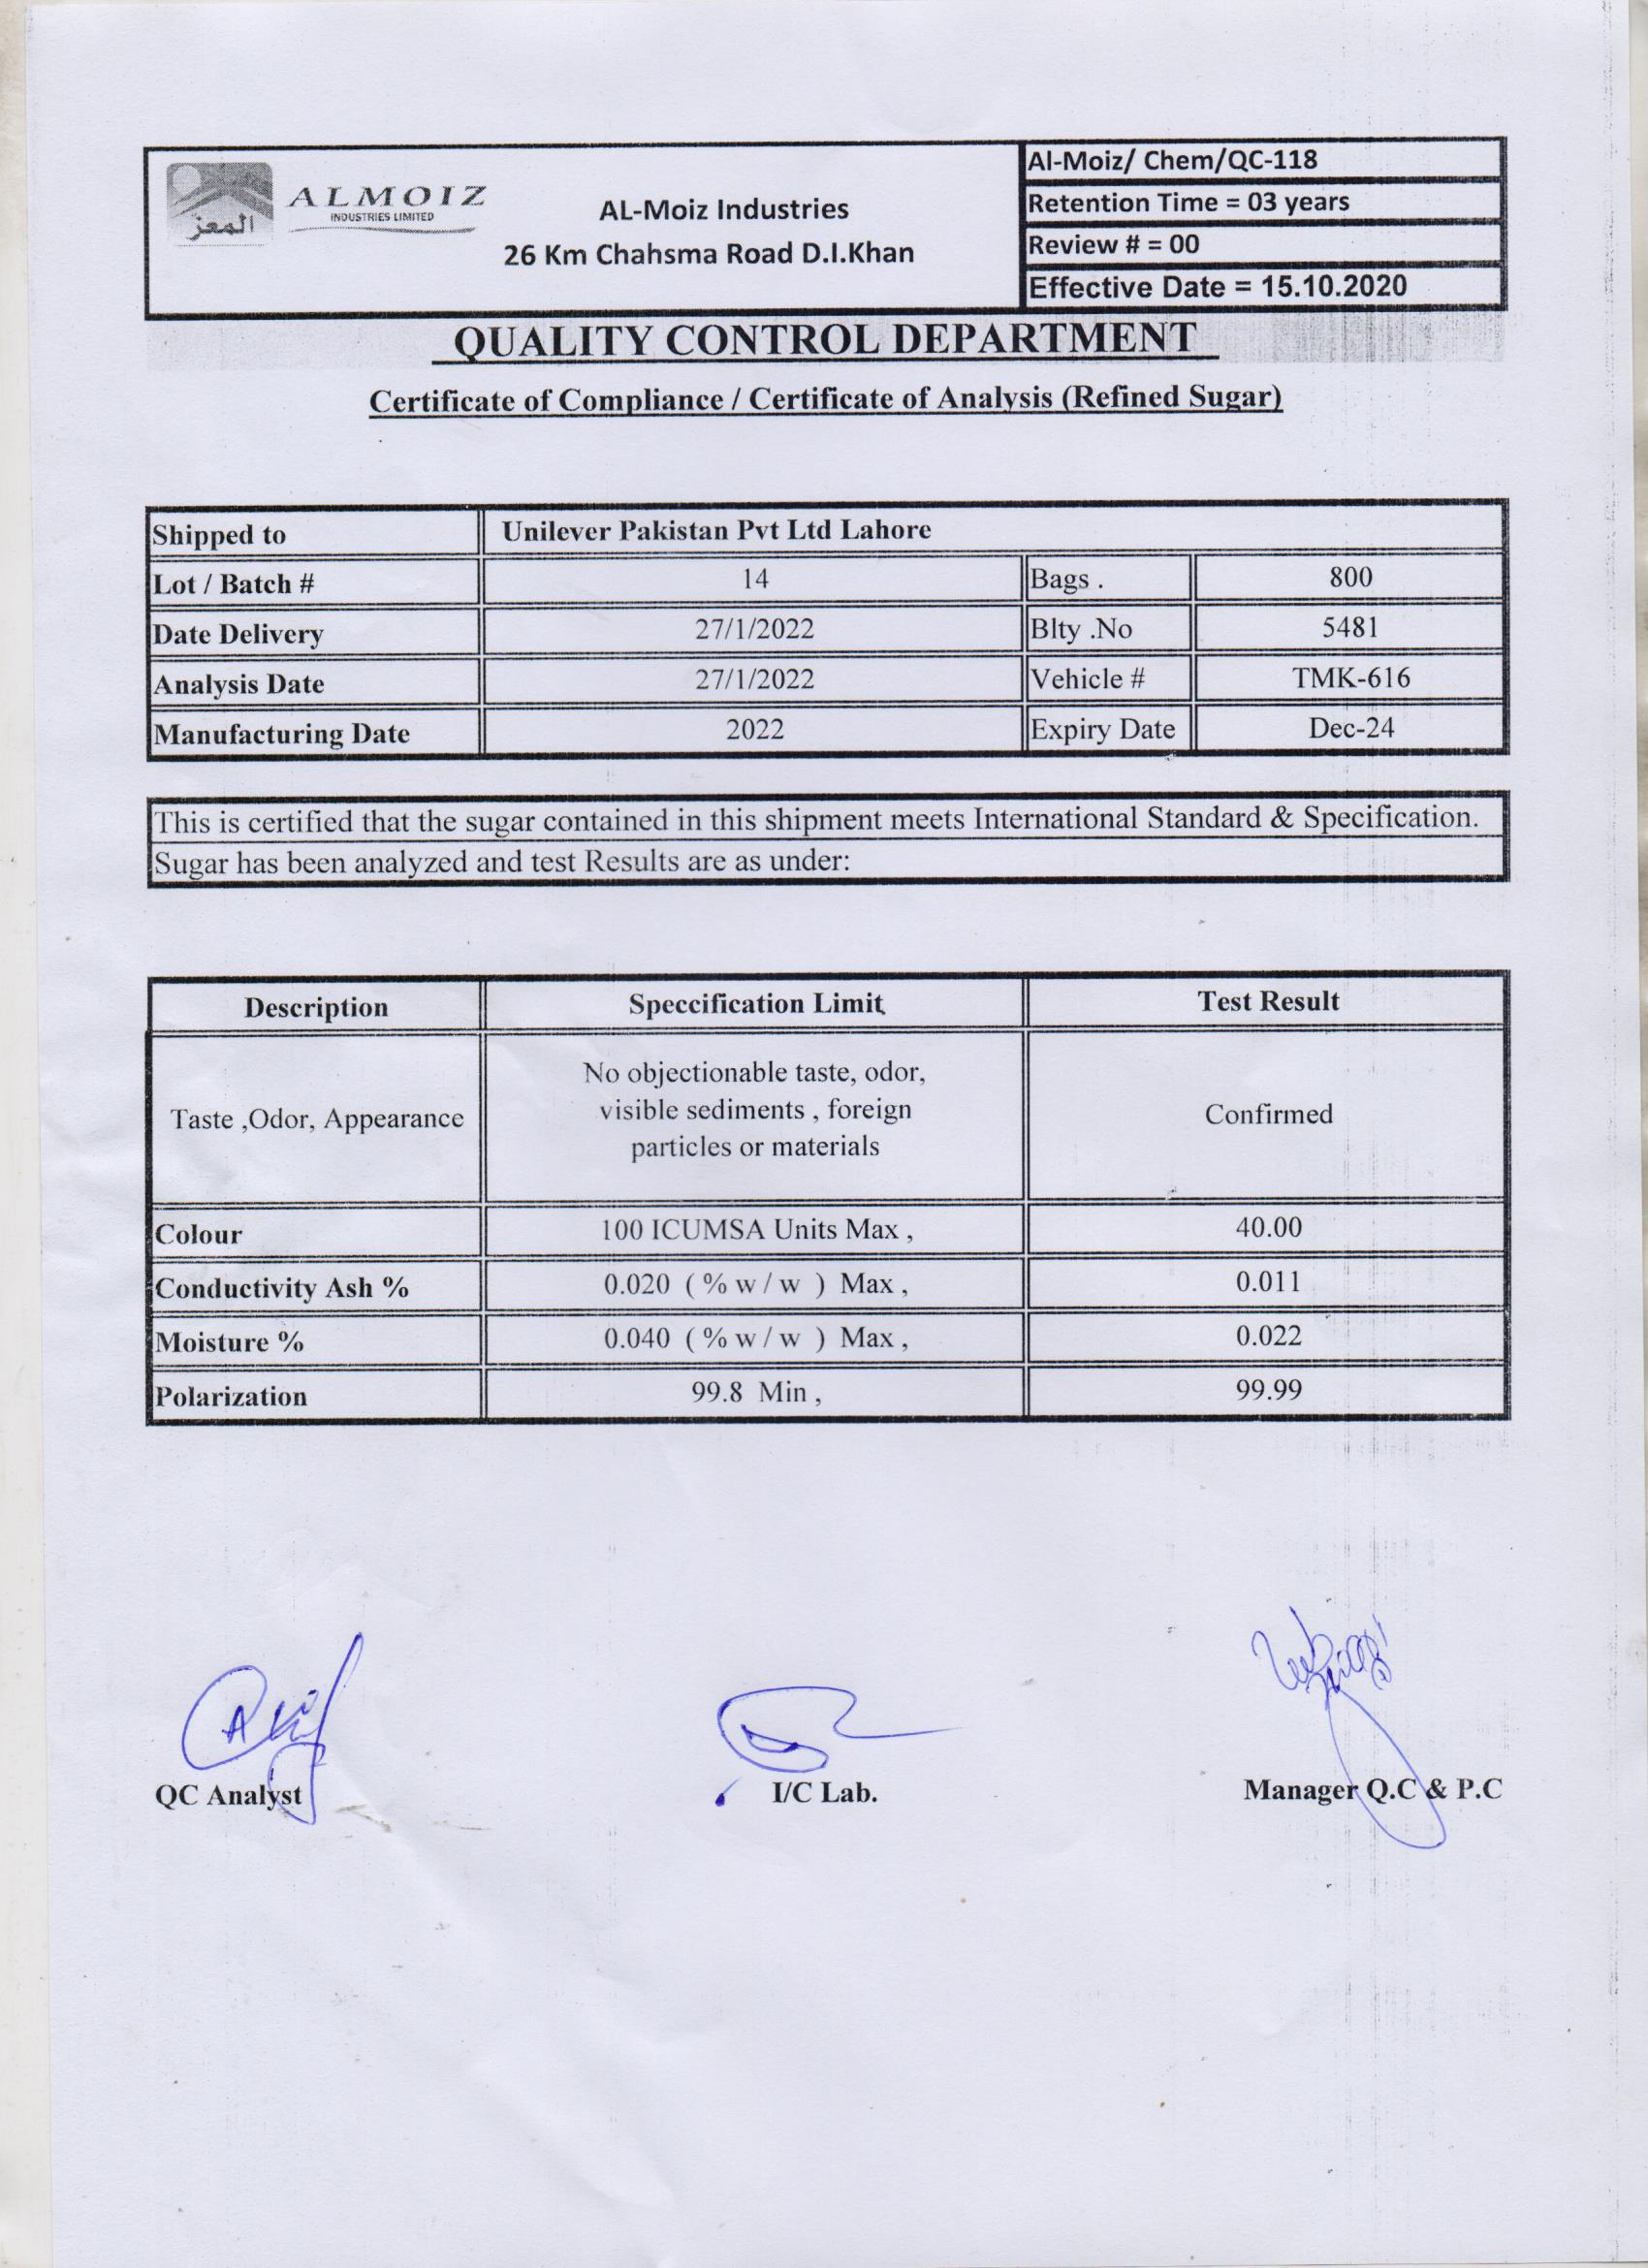 المعز
ALMOIZ
INDUSTRIES LIMITED
AL-Moiz Industries
26 Km Chahsma Road D.I.Khan
Al-Moiz/ Chem/QC-118
Retention Time = 03 years
Review # = 00
Effective Date = 15.10.2020
QUALITY CONTROL DEPARTMENT
Certificate of Compliance / Certificate of Analysis (Refined Sugar)
Shipped to Unilever Pakistan Pvt Ltd Lahore
Lot / Batch # 14 Bags . 800
Date Delivery 27/1/2022 Blty .No 5481
Analysis Date 27/1/2022 Vehicle # TMK-616
Manufacturing Date 2022 Expiry Date Dec-24
This is certified that the sugar contained in this shipment meets International Standard & Specification.
Sugar has been analyzed and test Results are as under:
Description Speccification Limit Test Result
Taste ,Odor, Appearance No objectionable taste, odor,
visible sediments , foreign
particles or materials
Confirmed
Colour 100 ICUMSA Units Max , 40.00
Conductivity Ash % 0.020 ( % w / w ) Max , 0.011
Moisture % 0.040 ( % w / w ) Max , 0.022
Polarization 99.8 Min , 99.99
QC Analyst I/C Lab. Manager Q.C & P.C